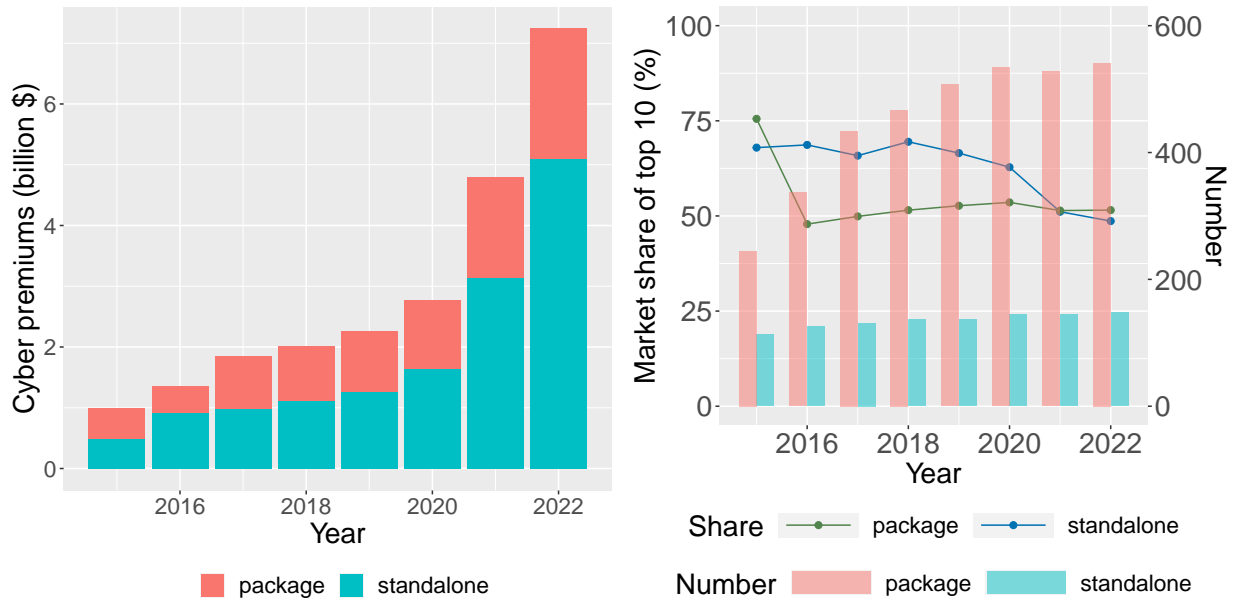 Cyber premiums (billion $)
6
4
2
0
2016 2018 2020 2022
Year
package standalone
Market share of top 10 (%)
100
75
50
25
0
600
400
200
0
Number
2016 2018 2020 2022
Year
Share package standalone
Number package standalone